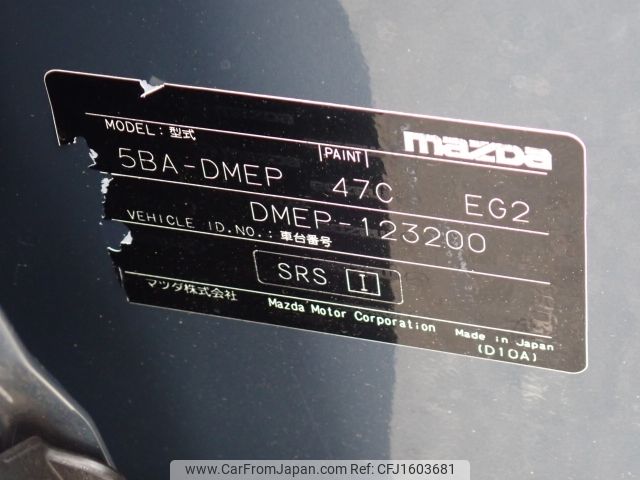 MODEL: 型式 mazda
|PAINT|
5BA-DMEP 47C EG2
DMEP-123200
VEHICLE ID.NO.: 車台番号
SRS I
マツダ株式会社 Mazda Motor Corporation Made in Japan
(D10A)
www.CarFromJapan.com | Ref No. CFJ1603681